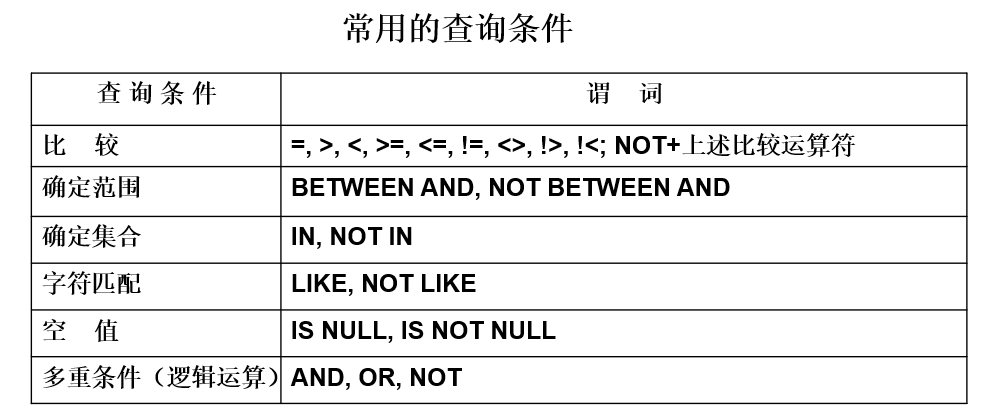 常用的查询条件
查 询 条 件 谓 词
比 较 =, >, <, >=, <=, !=, <>, !>, !<; NOT+上述比较运算符
确定范围 BETWEEN AND, NOT BETWEEN AND
确定集合 IN, NOT IN
字符匹配 LIKE, NOT LIKE
空 值 IS NULL, IS NOT NULL
多重条件（逻辑运算） AND, OR, NOT